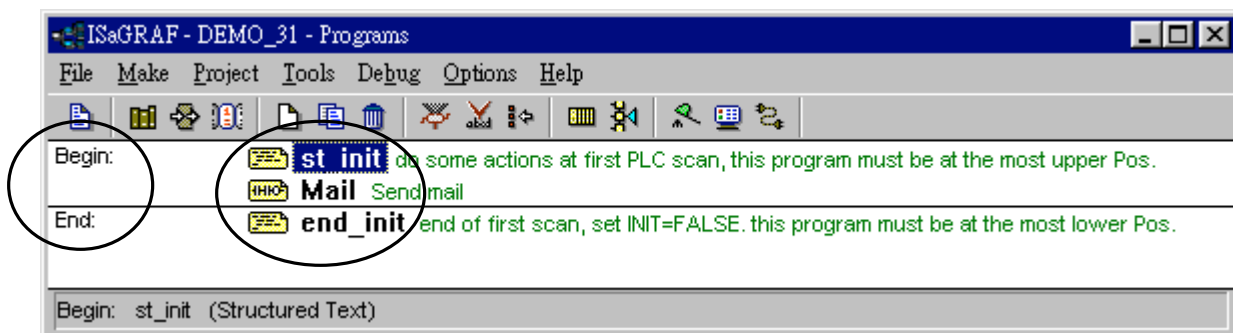 ISaGRAF - DEMO_31 - Programs
File Make Project Tools Debug Options Help
Begin: st_init do some actions at first PLC scan, this program must be at the most upper Pos.
Mail Send mail
End: end_init end of first scan, set INIT=FALSE. this program must be at the most lower Pos.
Begin: st_init (Structured Text)